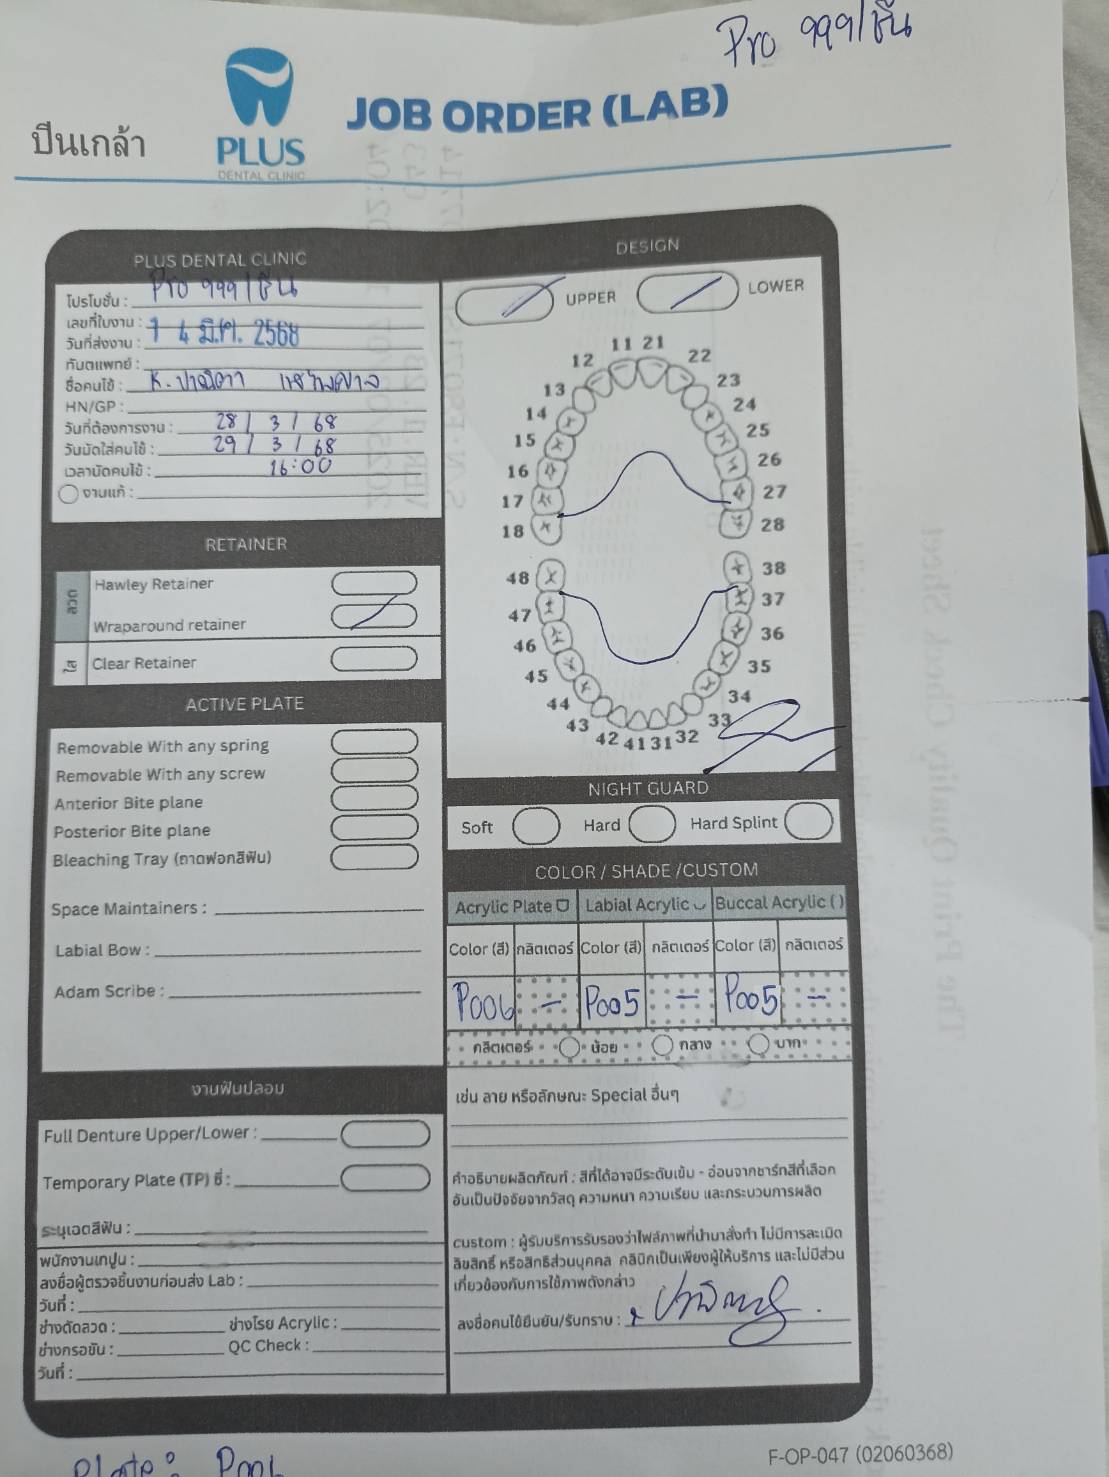 Pro 999/ชิ้น
ปิ่นเกล้า
PLUS
DENTAL CLINIC
JOB ORDER (LAB)
PLUS DENTAL CLINIC
โปรโมชั่น : Pro 999/ชิ้น
เลขที่ใบงาน :
วันที่ส่งงาน : 4 มี.ค. 2568
ทันตแพทย์ :
ชื่อคนไข้ : K.
HN/GP :
วันที่ต้องการงาน : 28 / 3 / 68
วันนัดใส่คนไข้ : 29 / 3 / 68
เวลานัดคนไข้ : 16:00
งานแก้ :
DESIGN
UPPER LOWER
11 21
12 22
13 23
14 24
15 25
16 26
17 27
18 28
48 38
47 37
46 36
45 35
44 34
43 33
42 41 31 32
RETAINER
ลวด
Hawley Retainer
Wraparound retainer
ใส
Clear Retainer
ACTIVE PLATE
Removable With any spring
Removable With any screw
Anterior Bite plane
Posterior Bite plane
Bleaching Tray (ถาดฟอกสีฟัน)
Space Maintainers :
Labial Bow :
Adam Scribe :
NIGHT GUARD
Soft Hard Hard Splint
COLOR / SHADE /CUSTOM
Acrylic Plate Labial Acrylic Buccal Acrylic ( )
Color (สี) กลิตเตอร์ Color (สี) กลิตเตอร์ Color (สี) กลิตเตอร์
P006 - P005 - P005 -
กลิตเตอร์ น้อย กลาง มาก
เช่น ลาย หรือลักษณะ Special อื่นๆ
งานฟันปลอม
Full Denture Upper/Lower :
Temporary Plate (TP) ซี่ :
ระบุเฉดสีฟัน :
พนักงานเทปูน :
ลงชื่อผู้ตรวจชิ้นงานก่อนส่ง Lab :
วันที่ :
ช่างดัดลวด : ช่างโรย Acrylic :
ช่างกรอขัน : QC Check :
วันที่ :
คำอธิบายผลิตภัณฑ์ : สีที่ได้อาจมีระดับเข้ม - อ่อนจากชาร์ทสีที่เลือก
อันเป็นปัจจัยจากวัสดุ ความหนา ความเรียบ และกระบวนการผลิต
custom : ผู้รับบริการรับรองว่าไฟล์ภาพที่นำมาสั่งทำ ไม่มีการละเมิด
ลิขสิทธิ์ หรือสิทธิส่วนบุคคล คลินิกเป็นเพียงผู้ให้บริการ และไม่มีส่วน
เกี่ยวข้องกับการใช้ภาพดังกล่าว
ลงชื่อคนไข้ยืนยัน/รับทราบ :
F-OP-047 (02060368)
Plate : P006